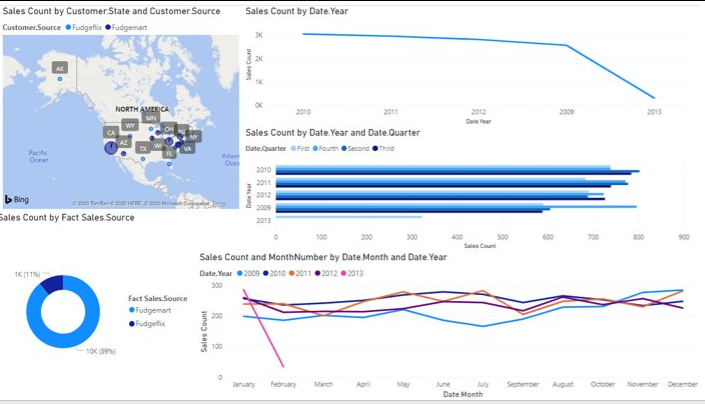 Sales Count by Customer.State and Customer.Source
Customer.Source Fudgeflix Fudgemart
AK
NORTH AMERICA
MN
WY
CA
OH
NY
AZ
TX
WI
VA
FL
Pacific
Ocean
Atlan
Ocea
Bing
© 2020 TomTom © 2020 HERE, © 2020 Microsoft Corporation Terms
Sales Count by Date.Year
Sales Count
3K
2K
1K
0K
2010 2011 2012 2009 2013
Date.Year
Sales Count by Date.Year and Date.Quarter
Date.Quarter First Fourth Second Third
Date.Year
2010
2011
2012
2009
2013
0 100 200 300 400 500 600 700 800 900
Sales Count
Sales Count by Fact Sales.Source
1K (11%)
10K (89%)
Fact Sales.Source
Fudgemart
Fudgeflix
Sales Count and MonthNumber by Date.Month and Date.Year
Date.Year 2009 2010 2011 2012 2013
Sales Count
300
200
100
0
January February March April May June July September August October November December
Date.Month